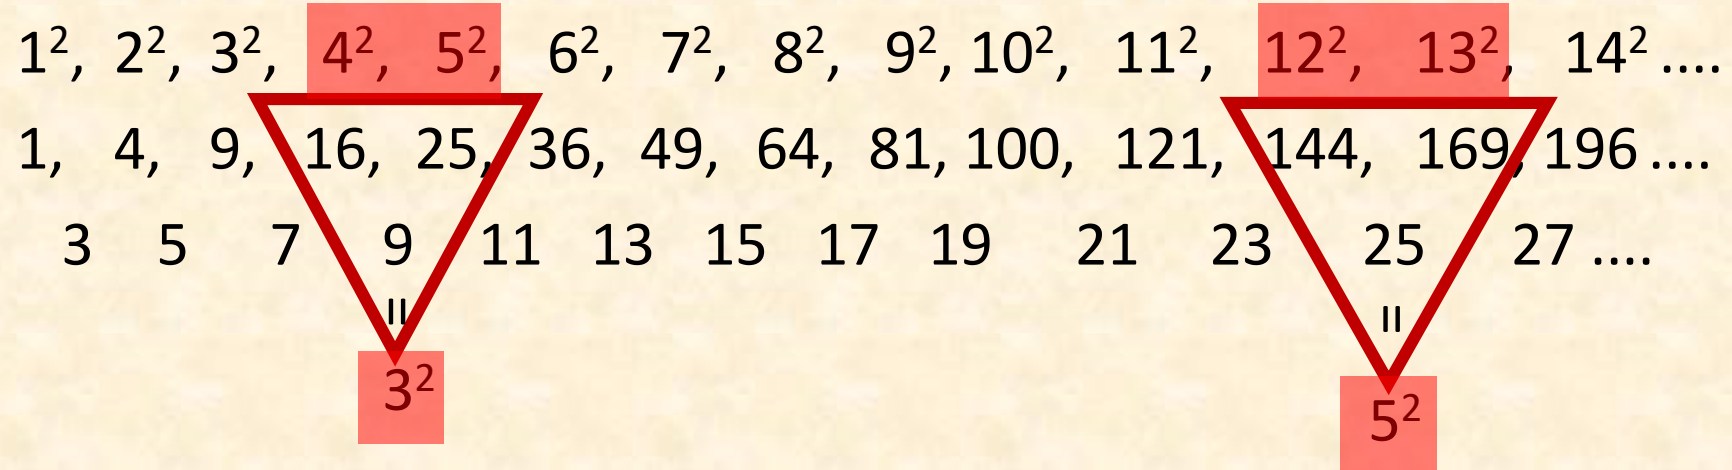 1², 2², 3², 4², 5², 6², 7², 8², 9², 10², 11², 12², 13², 14² ....
1, 4, 9, 16, 25, 36, 49, 64, 81, 100, 121, 144, 169, 196 ....
3 5 7 9 11 13 15 17 19 21 23 25 27 ....
= =
3² 5²